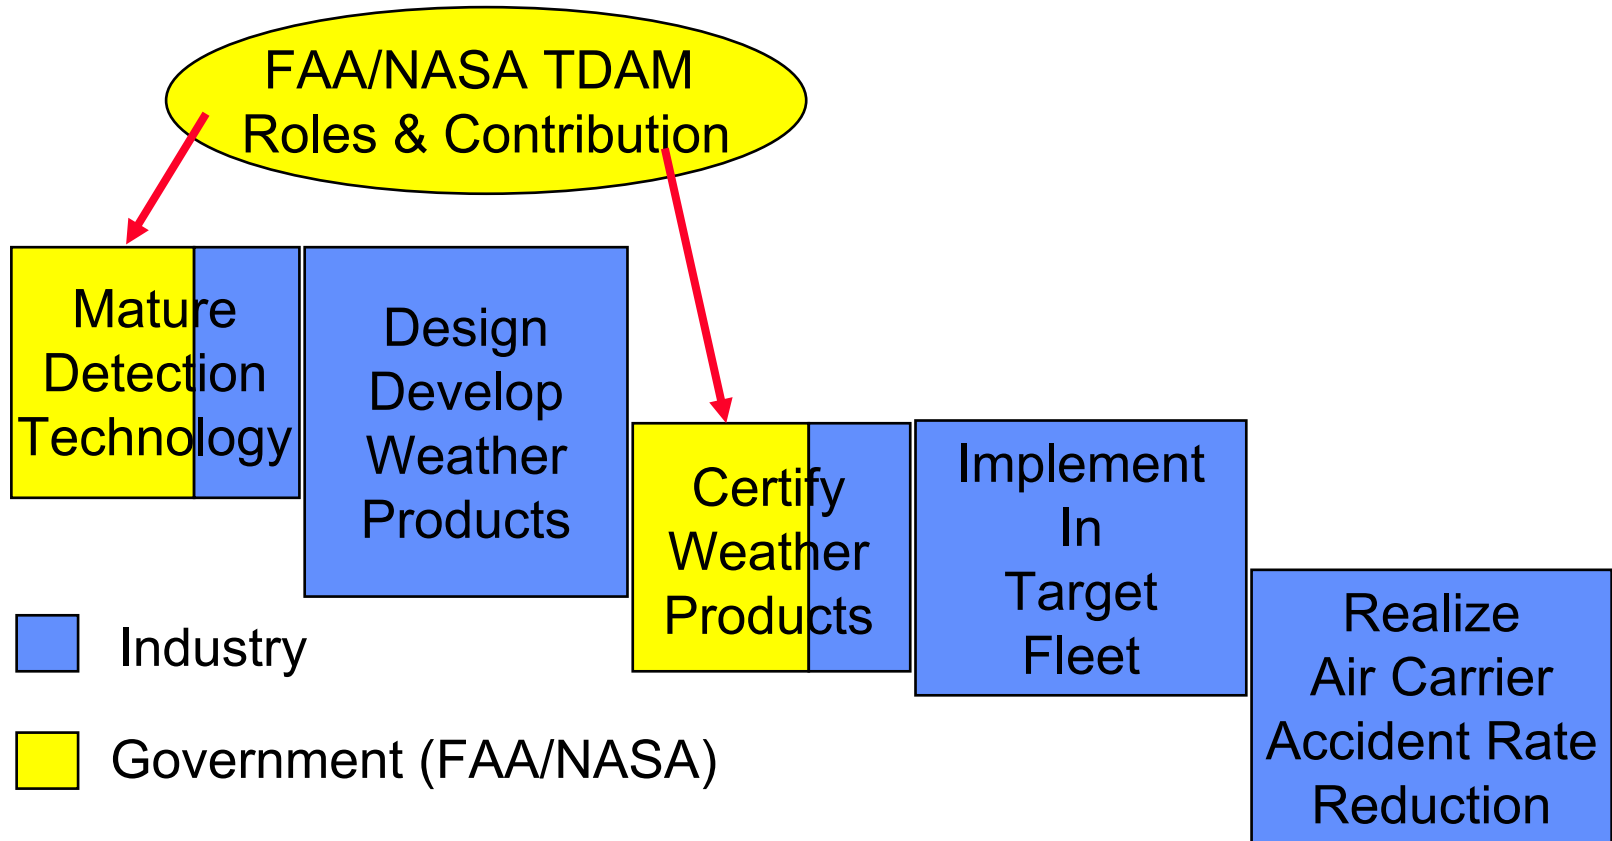 FAA/NASA TDAM
Roles & Contribution
Mature
Detection
Technology
Design
Develop
Weather
Products
Certify
Weather
Products
Implement
In
Target
Fleet
Realize
Air Carrier
Accident Rate
Reduction
Industry
Government (FAA/NASA)